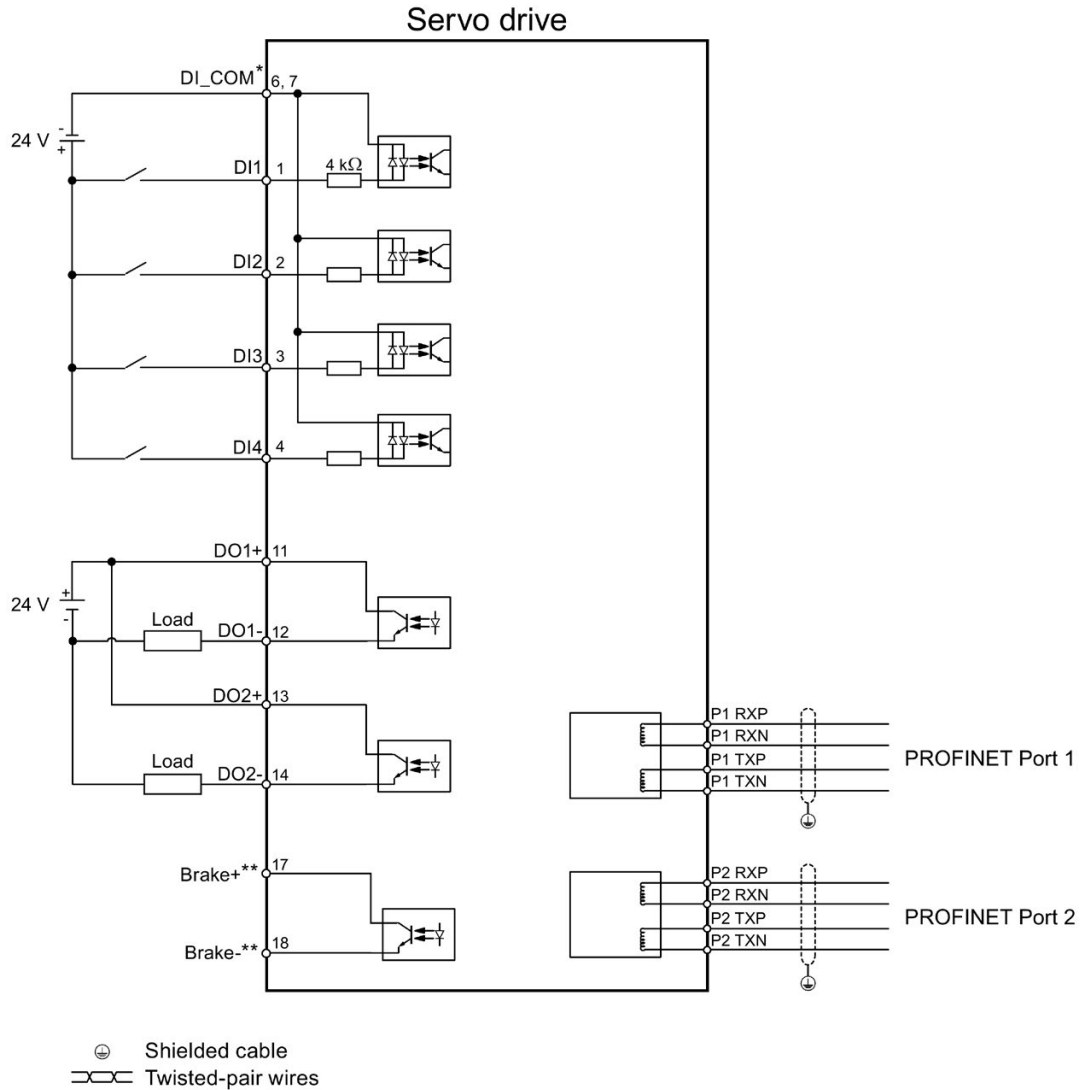 Servo drive
DI_COM* 6, 7
24 V - +
DI1 1 4 kΩ
DI2 2
DI3 3
DI4 4
DO1+ 11
24 V + -
Load DO1- 12
DO2+ 13
Load DO2- 14
Brake+** 17
Brake-** 18
P1 RXP
P1 RXN
P1 TXP
P1 TXN
PROFINET Port 1
P2 RXP
P2 RXN
P2 TXP
P2 TXN
PROFINET Port 2
Shielded cable
Twisted-pair wires